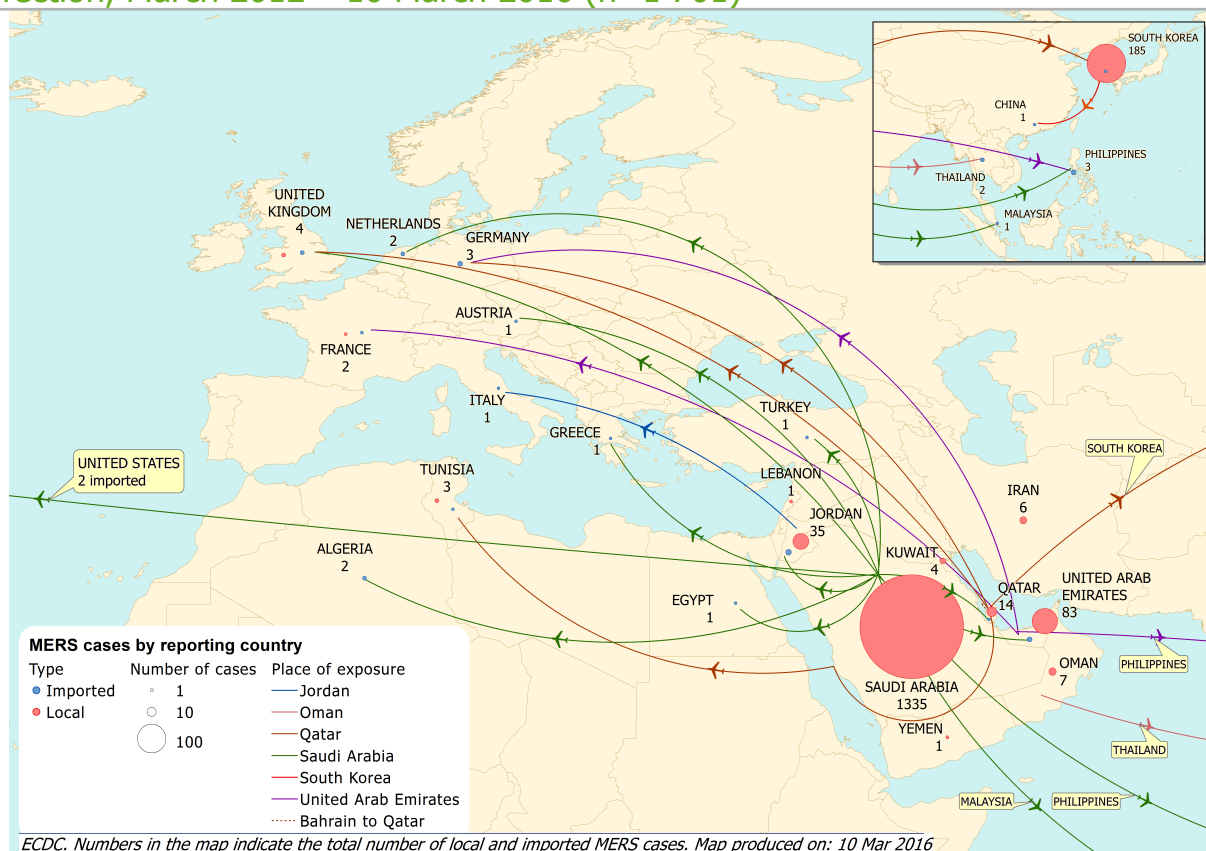 SOUTH KOREA
185
CHINA
1
PHILIPPINES
3
THAILAND
2
MALAYSIA
1
UNITED
KINGDOM
4
NETHERLANDS
2
GERMANY
3
AUSTRIA
1
FRANCE
2
ITALY
1
GREECE
1
TURKEY
1
UNITED STATES
2 imported
TUNISIA
3
LEBANON
1
SOUTH KOREA
IRAN
6
JORDAN
35
ALGERIA
2
KUWAIT
4
EGYPT
1
QATAR
14
UNITED ARAB
EMIRATES
83
PHILIPPINES
OMAN
7
SAUDI ARABIA
1335
YEMEN
1
THAILAND
MALAYSIA
PHILIPPINES
MERS cases by reporting country
Type
Imported
Local
Number of cases
1
10
100
Place of exposure
Jordan
Oman
Qatar
Saudi Arabia
South Korea
United Arab Emirates
Bahrain to Qatar
ECDC. Numbers in the map indicate the total number of local and imported MERS cases. Map produced on: 10 Mar 2016